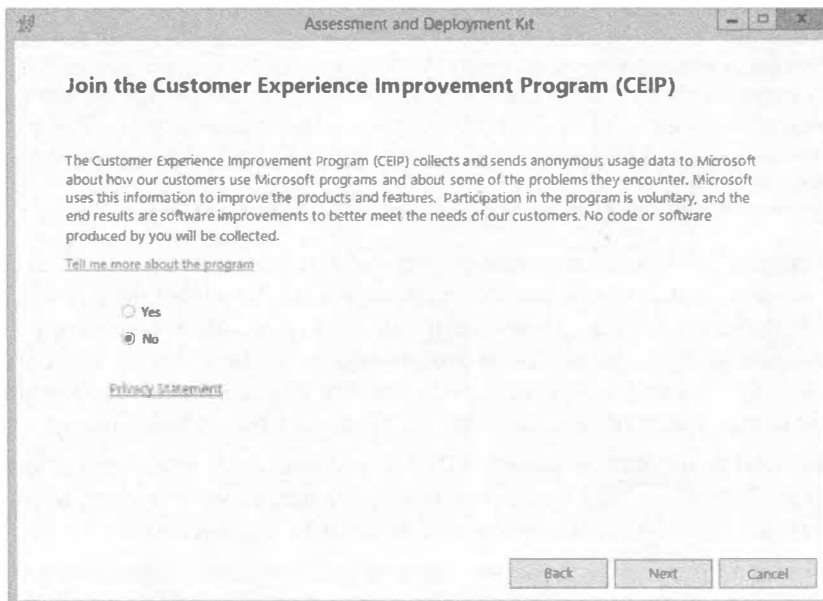 Assessment and Deployment Kit
Join the Customer Experience Improvement Program (CEIP)
The Customer Experience Improvement Program (CEIP) collects and sends anonymous usage data to Microsoft
about how our customers use Microsoft programs and about some of the problems they encounter. Microsoft
uses this information to improve the products and features. Participation in the program is voluntary, and the
end results are software improvements to better meet the needs of our customers. No code or software
produced by you will be collected.
Tell me more about the program
Yes
No
Privacy Statement
Back Next Cancel